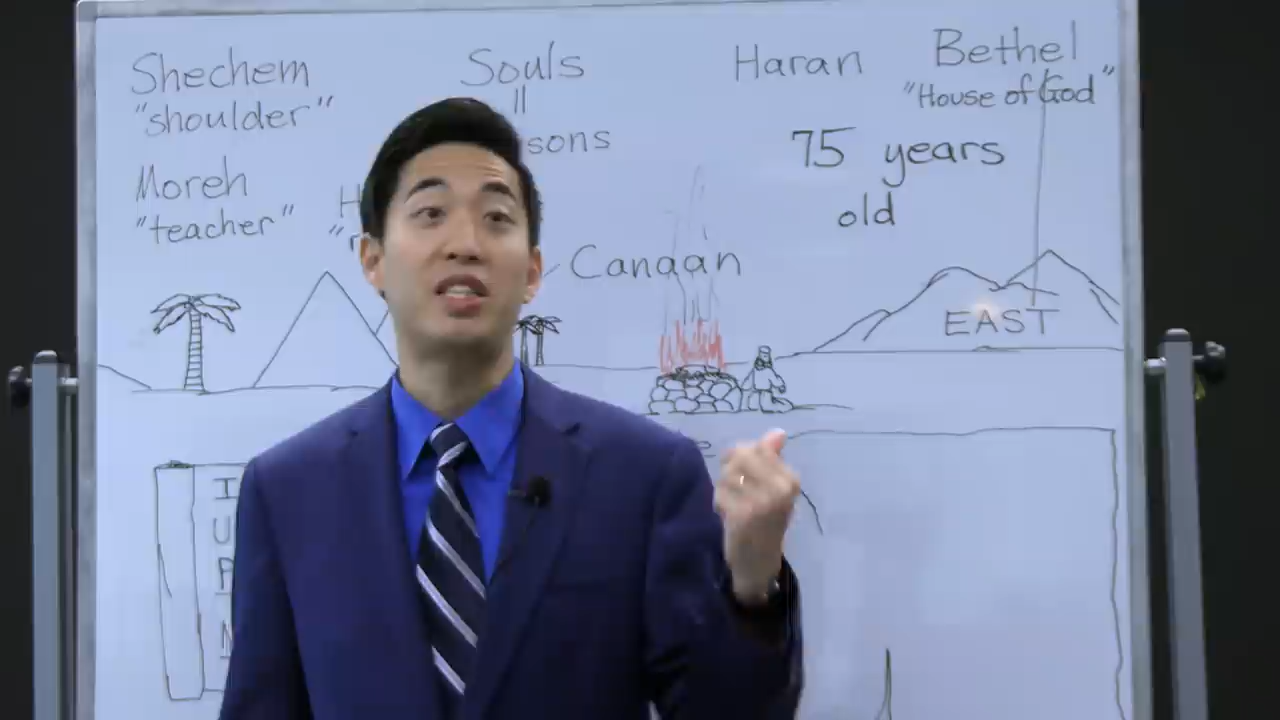 Shechem
"shoulder"
Moreh
"teacher"
Souls
sons
Haran
Bethel
"House of God"
75 years
old
Canaan
EAST